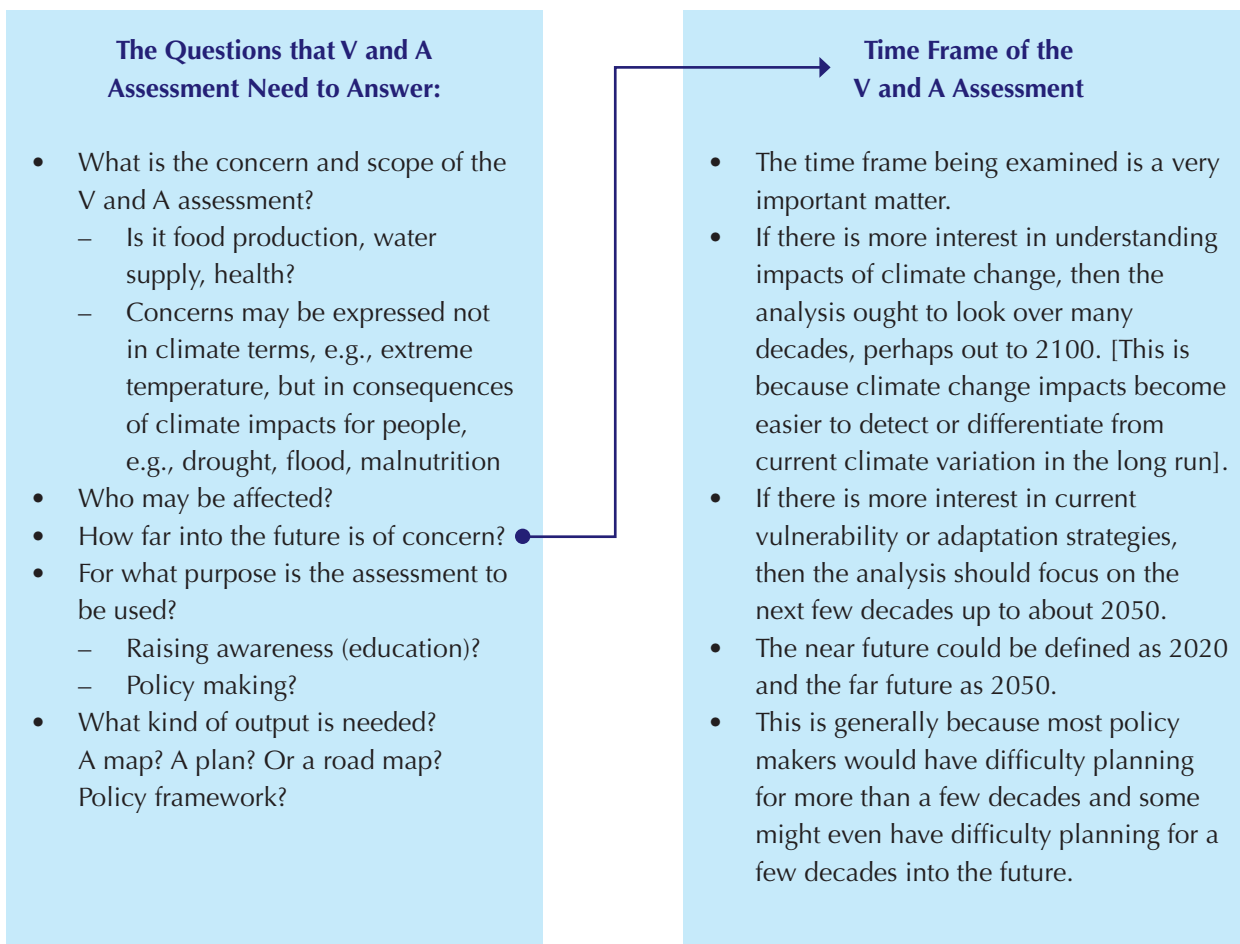 The Questions that V and A
Assessment Need to Answer:
• What is the concern and scope of the
V and A assessment?
– Is it food production, water
supply, health?
– Concerns may be expressed not
in climate terms, e.g., extreme
temperature, but in consequences
of climate impacts for people,
e.g., drought, flood, malnutrition
• Who may be affected?
• How far into the future is of concern?
• For what purpose is the assessment to
be used?
– Raising awareness (education)?
– Policy making?
• What kind of output is needed?
A map? A plan? Or a road map?
Policy framework?
Time Frame of the
V and A Assessment
• The time frame being examined is a very
important matter.
• If there is more interest in understanding
impacts of climate change, then the
analysis ought to look over many
decades, perhaps out to 2100. [This is
because climate change impacts become
easier to detect or differentiate from
current climate variation in the long run].
• If there is more interest in current
vulnerability or adaptation strategies,
then the analysis should focus on the
next few decades up to about 2050.
• The near future could be defined as 2020
and the far future as 2050.
• This is generally because most policy
makers would have difficulty planning
for more than a few decades and some
might even have difficulty planning for a
few decades into the future.